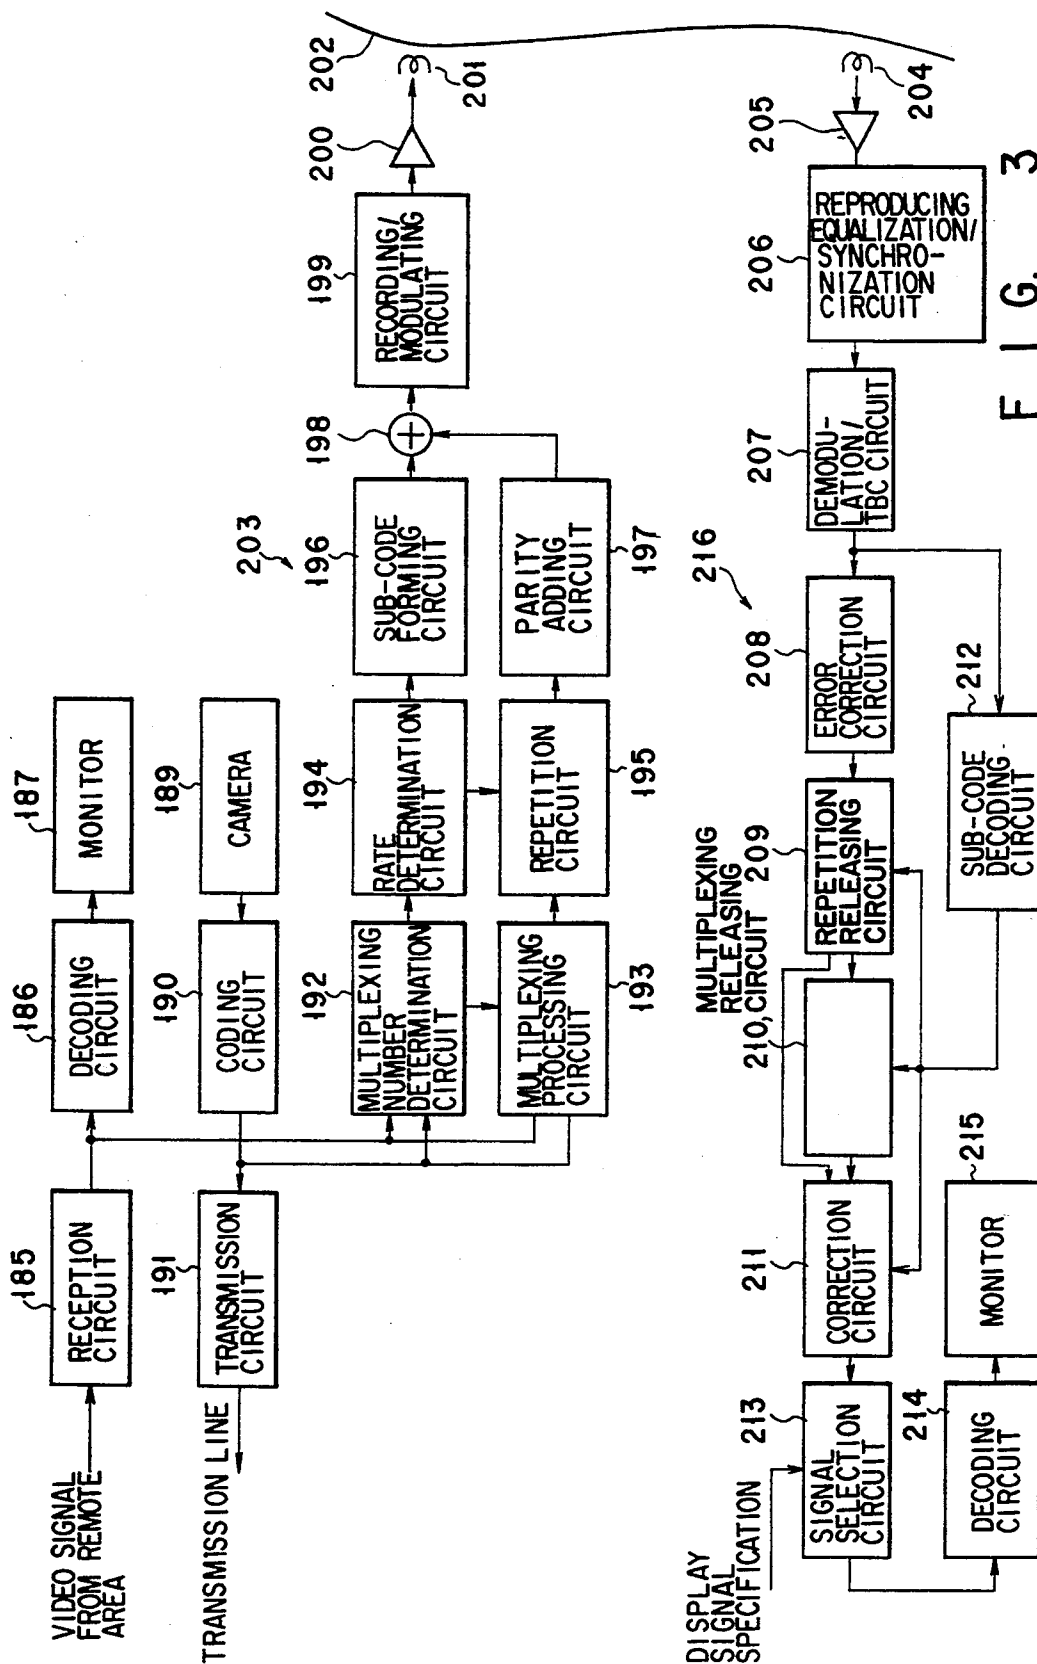 VIDEO SIGNAL
FROM REMOTE
AREA
185
RECEPTION
CIRCUIT
186
DECODING
CIRCUIT
187
MONITOR
TRANSMISSION LINE
191
TRANSMISSION
CIRCUIT
190
CODING
CIRCUIT
189
CAMERA
192
MULTIPLEXING
NUMBER
DETERMINATION
CIRCUIT
194
RATE
DETERMINATION
CIRCUIT
203
196
SUB-CODE
FORMING
CIRCUIT
198
199
RECORDING/
MODULATING
CIRCUIT
200
201
202
MULTIPLEXING
PROCESSING
CIRCUIT
193
REPETITION
CIRCUIT
195
PARITY
ADDING
CIRCUIT
197
DISPLAY
SIGNAL
SPECIFICATION
213
SIGNAL
SELECTION
CIRCUIT
211
CORRECTION
CIRCUIT
MULTIPLEXING
RELEASING
210, CIRCUIT
209
REPETITION
RELEASING
CIRCUIT
216
208
ERROR
CORRECTION
CIRCUIT
207
DEMODU-
LATION/
TBC CIRCUIT
206
REPRODUCING
EQUALIZATION/
SYNCHRO-
NIZATION
CIRCUIT
205
204
214
DECODING
CIRCUIT
215
MONITOR
212
SUB-CODE
DECODING
CIRCUIT
FIG. 3